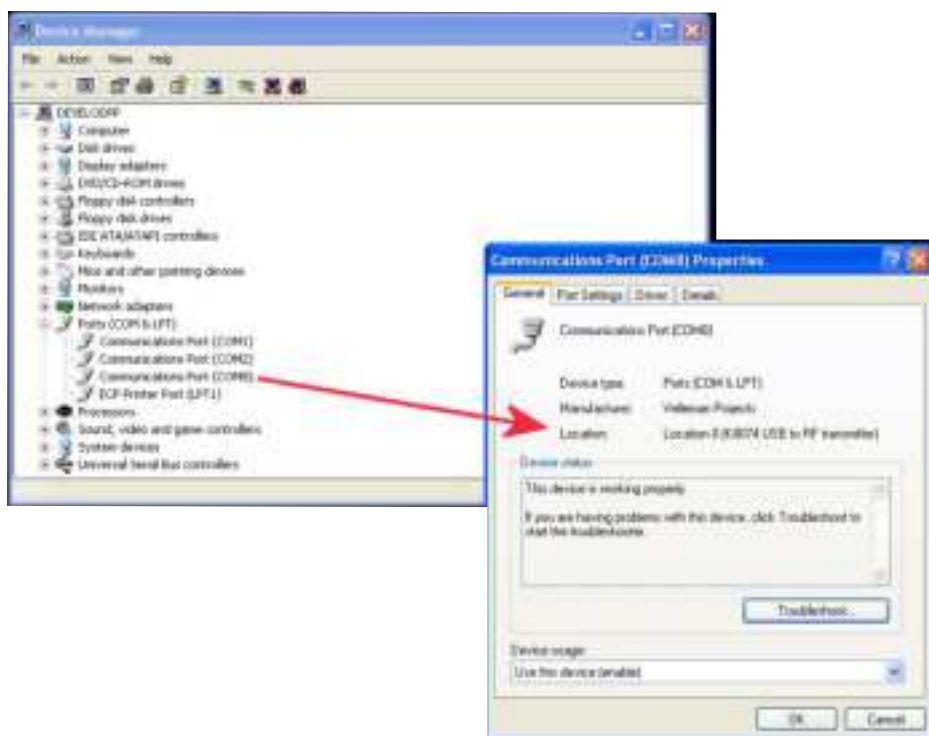 Device Manager
File Action View Help
DEVELOPPP
Computer
Disk drives
Display adapters
DVD/CD-ROM drives
Floppy disk controllers
Floppy disk drives
IDE ATA/ATAPI controllers
Keyboards
Mice and other pointing devices
Monitors
Network adapters
Ports (COM & LPT)
Communications Port (COM1)
Communications Port (COM2)
Communications Port (COM8)
ECP Printer Port (LPT1)
Processors
Sound, video and game controllers
System devices
Universal Serial Bus controllers
Communications Port (COM8) Properties
General Port Settings Driver Details
Communications Port (COM8)
Device type: Ports (COM & LPT)
Manufacturer: Velleman Projects
Location: Location 0 (K8074 USB to RF transmitter)
Device status
This device is working properly.
If you are having problems with this device, click Troubleshoot to
start the troubleshooter.
Troubleshoot...
Device usage:
Use this device (enable)
OK Cancel